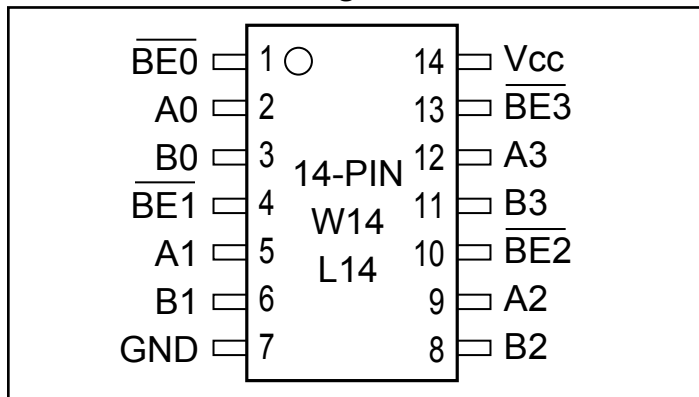 BE0 1 14 Vcc
A0 2 13 BE3
B0 3 12 A3
14-PIN
BE1 4 11 B3
W14
A1 5 10 BE2
L14
B1 6 9 A2
GND 7 8 B2